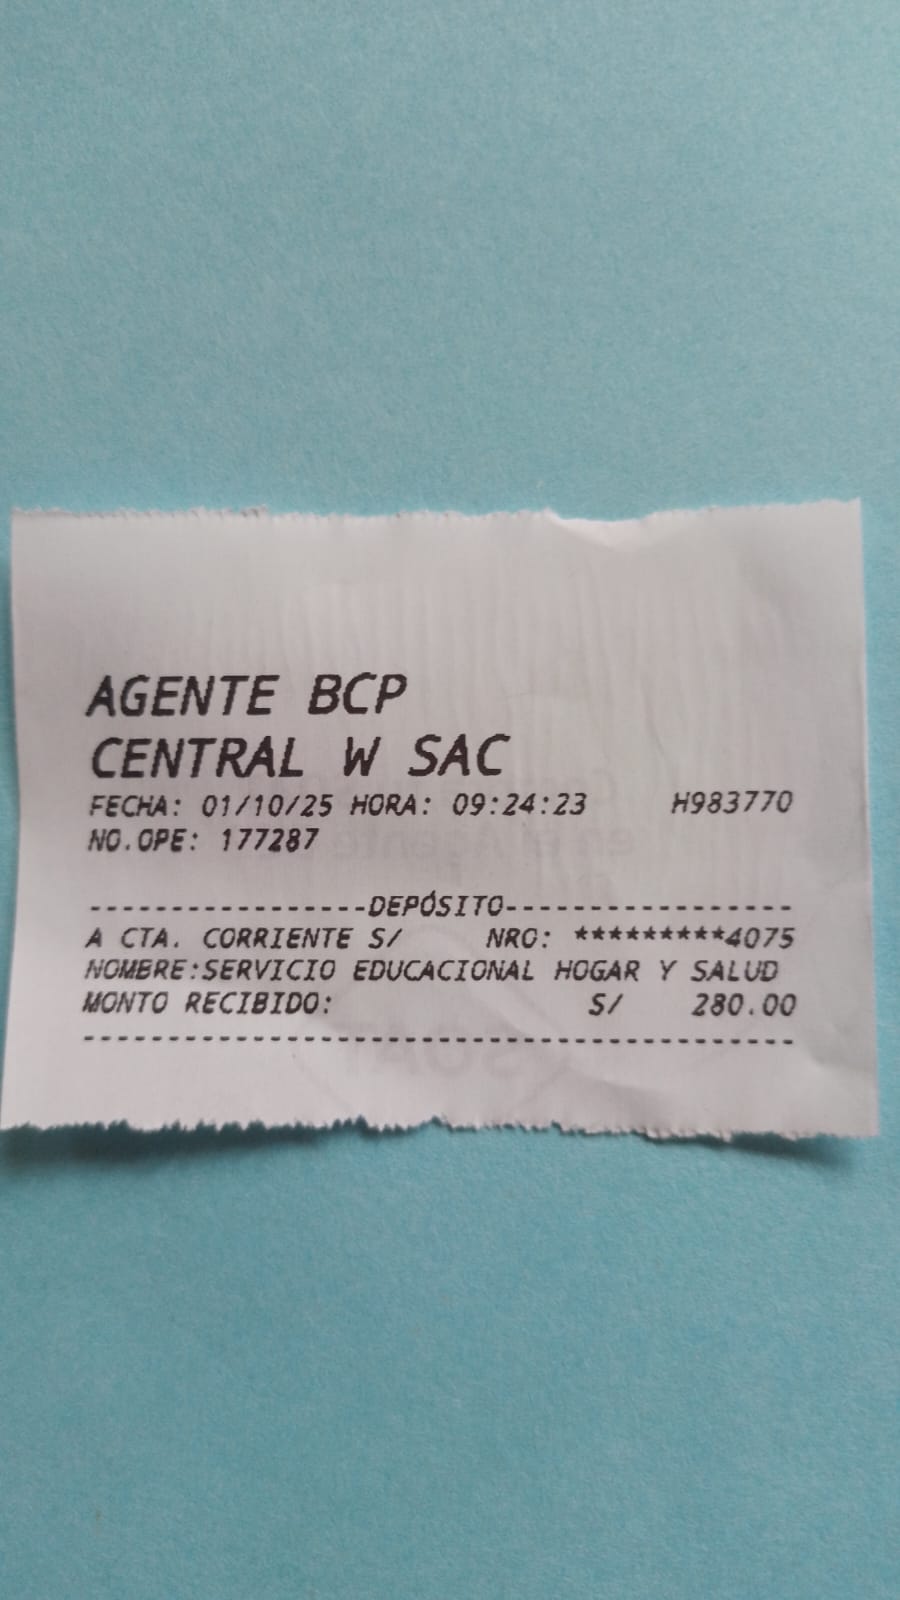 AGENTE BCP
CENTRAL W SAC
FECHA: 01/10/25 HORA: 09:24:23 H983770
NO.OPE: 177287
-----------------DEPÓSITO-----------------
A CTA. CORRIENTE S/ NRO: *********4075
NOMBRE:SERVICIO EDUCACIONAL HOGAR Y SALUD
MONTO RECIBIDO: S/ 280.00
------------------------------------------